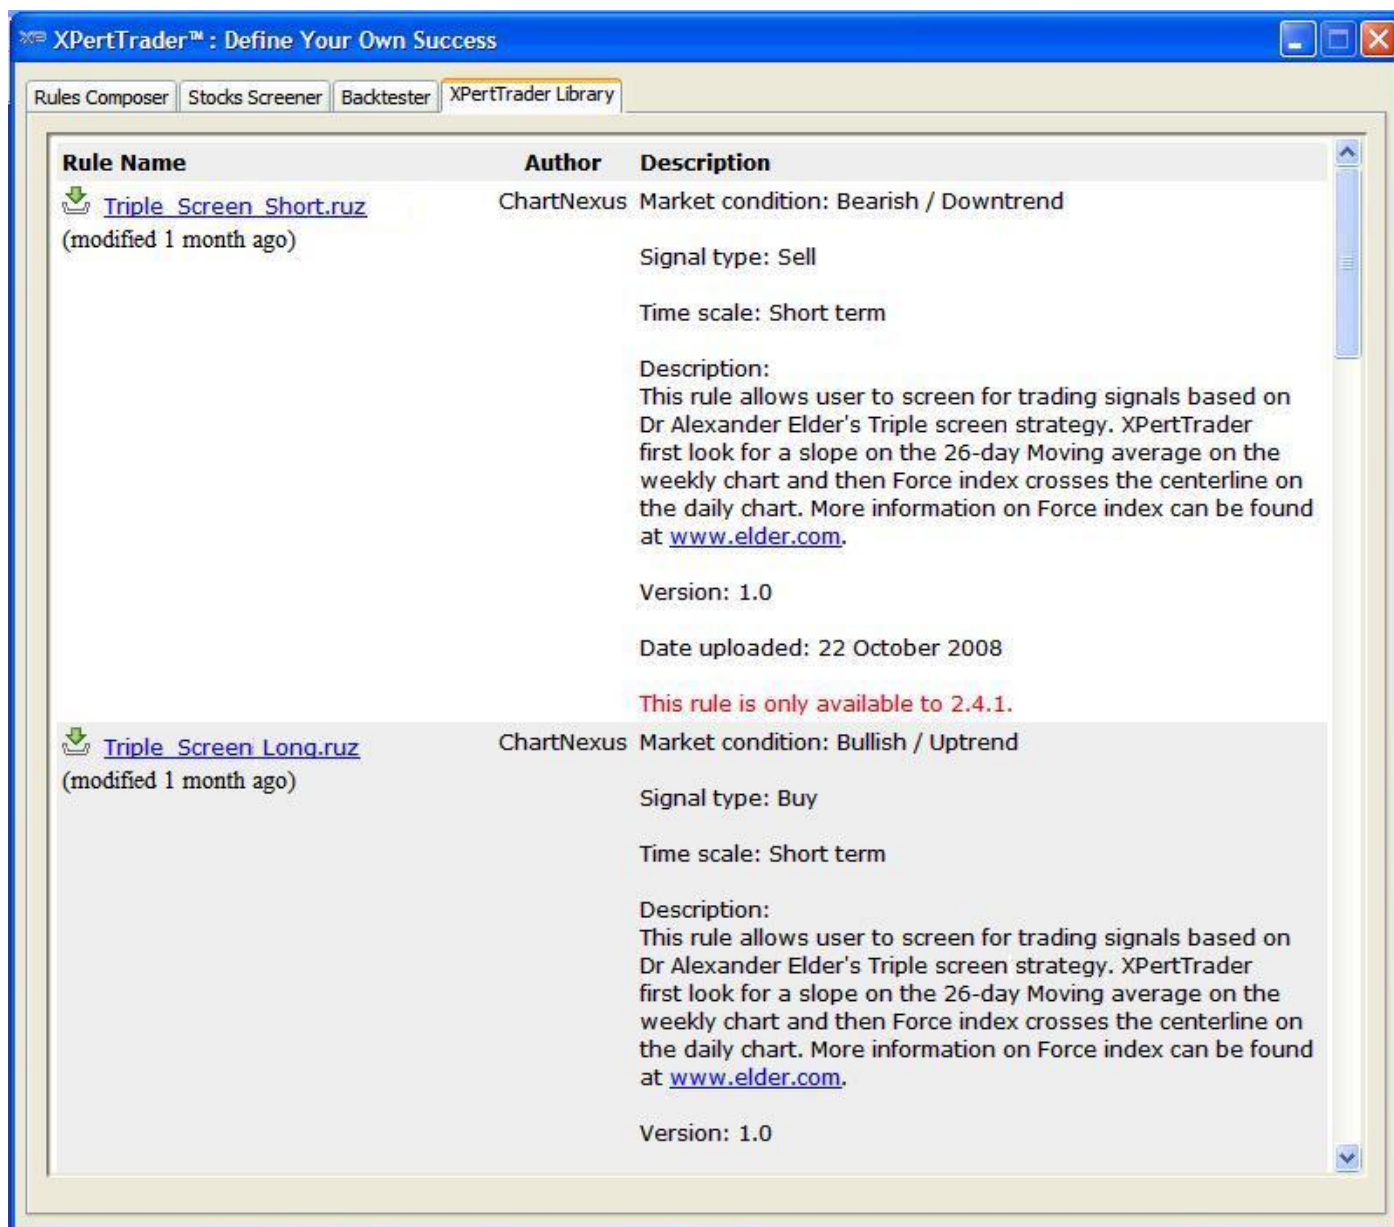 XP XPertTrader™ : Define Your Own Success
Rules Composer Stocks Screener Backtester XPertTrader Library
Rule Name Author Description
Triple_Screen_Short.ruz ChartNexus Market condition: Bearish / Downtrend
(modified 1 month ago)
Signal type: Sell
Time scale: Short term
Description:
This rule allows user to screen for trading signals based on
Dr Alexander Elder's Triple screen strategy. XPertTrader
first look for a slope on the 26-day Moving average on the
weekly chart and then Force index crosses the centerline on
the daily chart. More information on Force index can be found
at www.elder.com.
Version: 1.0
Date uploaded: 22 October 2008
This rule is only available to 2.4.1.
Triple_Screen_Long.ruz ChartNexus Market condition: Bullish / Uptrend
(modified 1 month ago)
Signal type: Buy
Time scale: Short term
Description:
This rule allows user to screen for trading signals based on
Dr Alexander Elder's Triple screen strategy. XPertTrader
first look for a slope on the 26-day Moving average on the
weekly chart and then Force index crosses the centerline on
the daily chart. More information on Force index can be found
at www.elder.com.
Version: 1.0